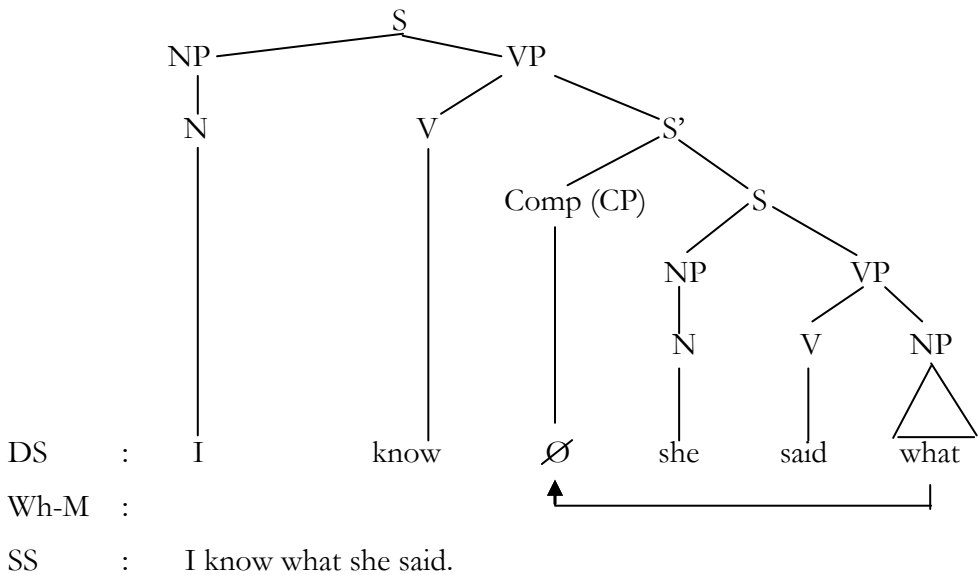 S
NP VP
N V S’
Comp (CP) S
NP VP
N V NP
DS : I know Ø she said what
Wh-M :
SS : I know what she said.